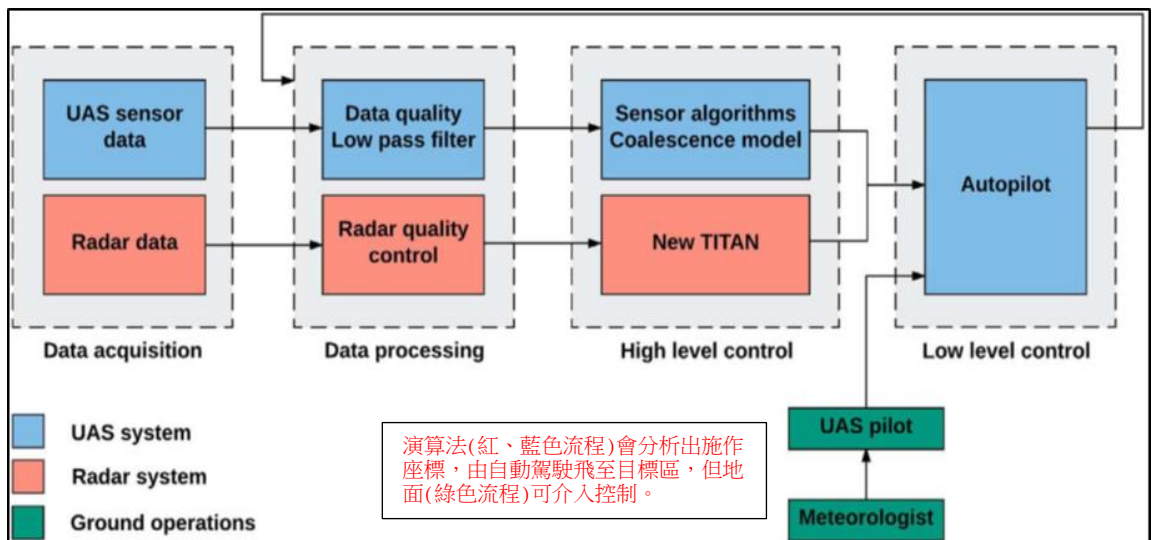 UAS sensor
data
Data quality
Low pass filter
Sensor algorithms
Coalescence model
Autopilot
Radar data
Radar quality
control
New TITAN
Data acquisition
Data processing
High level control
Low level control
UAS system
Radar system
Ground operations
演算法(紅、藍色流程)會分析出施作
座標，由自動駕駛飛至目標區，但地
面(綠色流程)可介入控制。
UAS pilot
Meteorologist